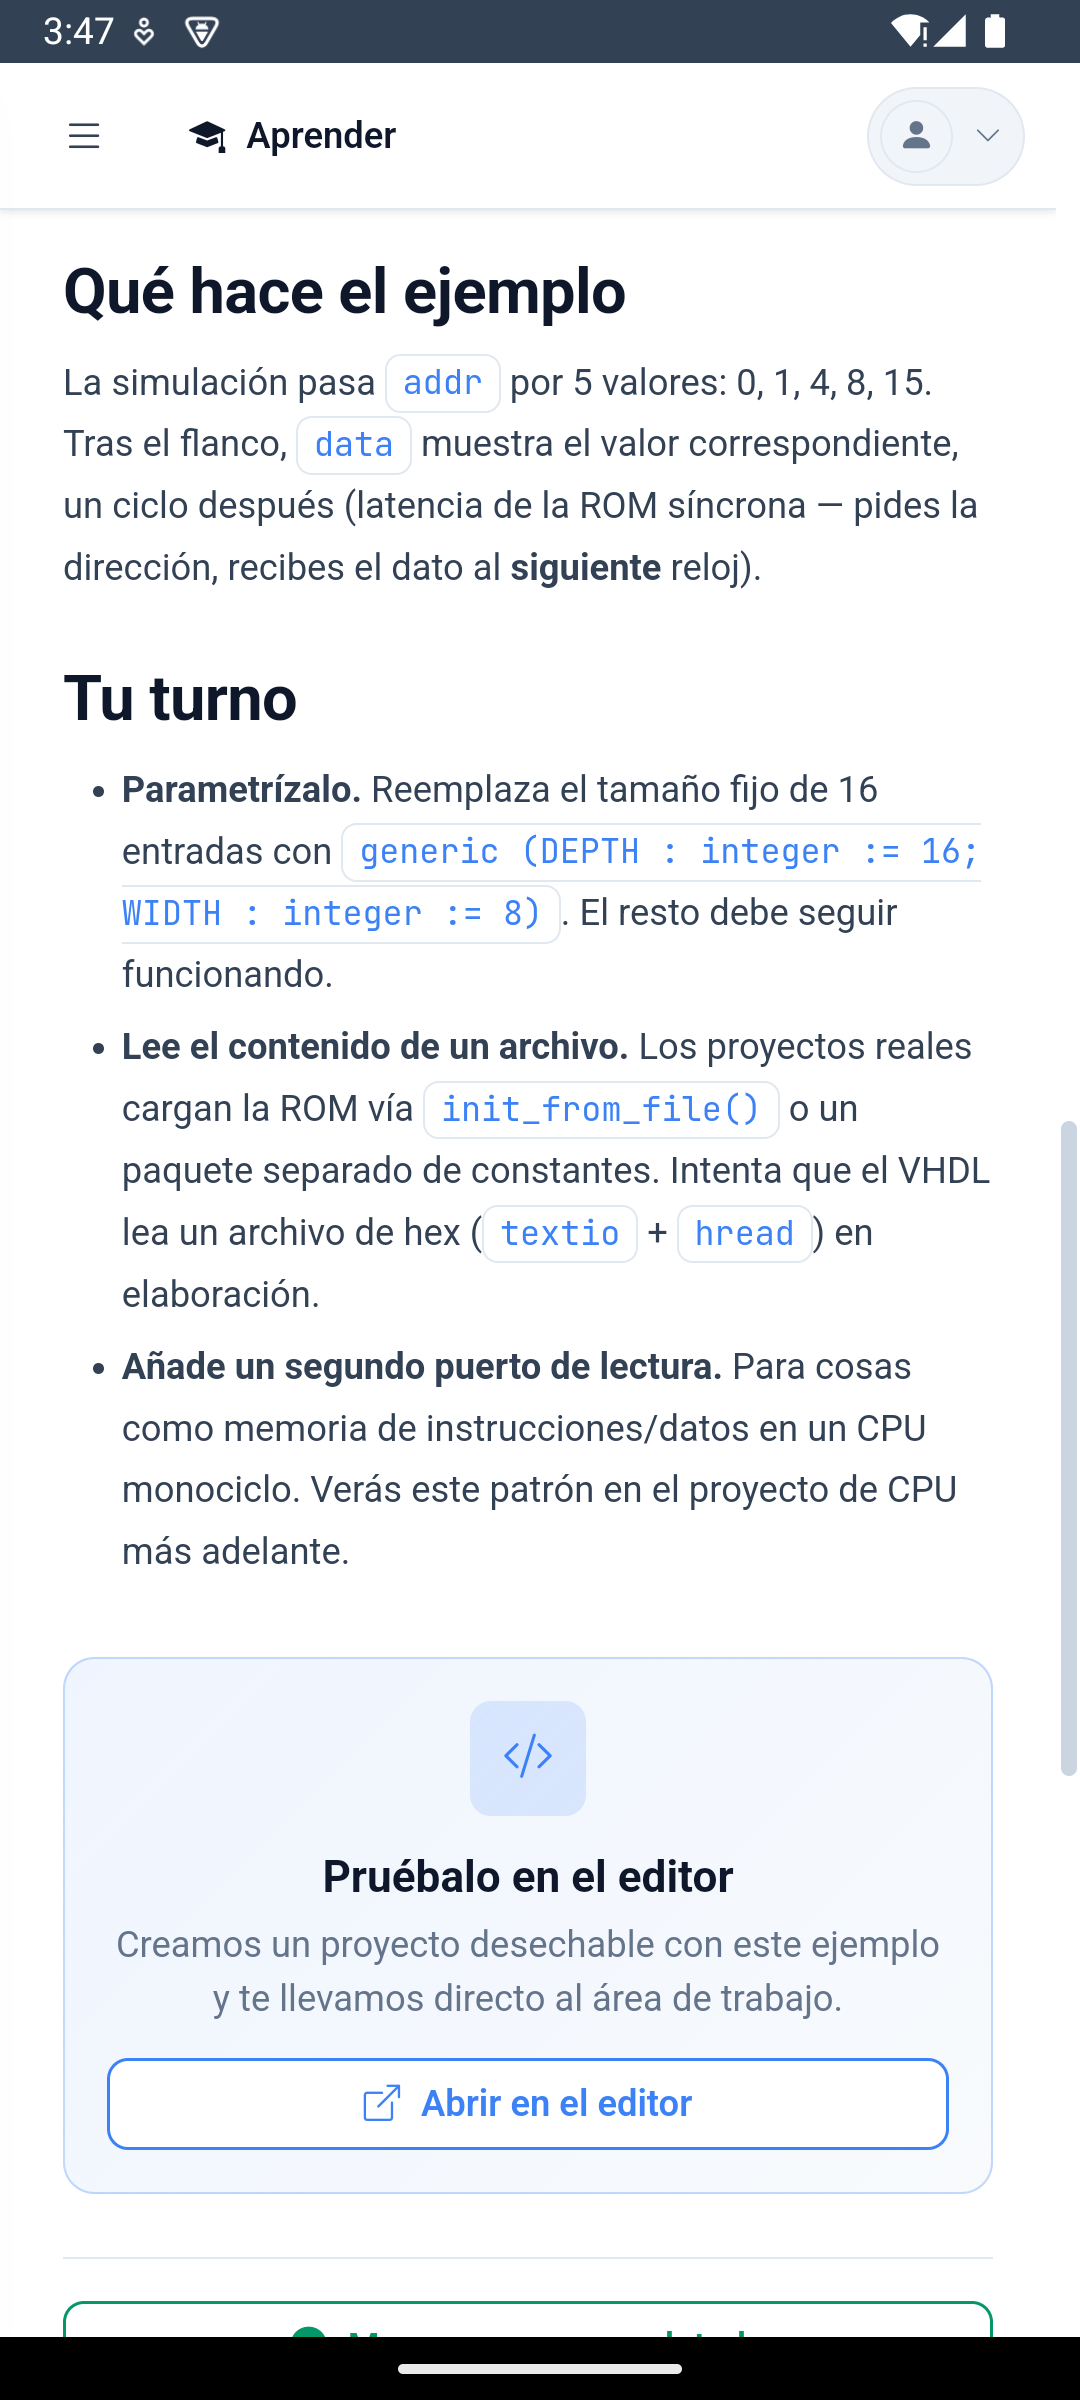 3:47
Aprender
Qué hace el ejemplo
La simulación pasa addr por 5 valores: 0, 1, 4, 8, 15.
Tras el flanco, data muestra el valor correspondiente,
un ciclo después (latencia de la ROM síncrona — pides la
dirección, recibes el dato al siguiente reloj).
Tu turno
• Parametrízalo. Reemplaza el tamaño fijo de 16
entradas con generic (DEPTH : integer := 16;
WIDTH : integer := 8) . El resto debe seguir
funcionando.
• Lee el contenido de un archivo. Los proyectos reales
cargan la ROM vía init_from_file() o un
paquete separado de constantes. Intenta que el VHDL
lea un archivo de hex ( textio + hread ) en
elaboración.
• Añade un segundo puerto de lectura. Para cosas
como memoria de instrucciones/datos en un CPU
monociclo. Verás este patrón en el proyecto de CPU
más adelante.
Pruébalo en el editor
Creamos un proyecto desechable con este ejemplo
y te llevamos directo al área de trabajo.
Abrir en el editor